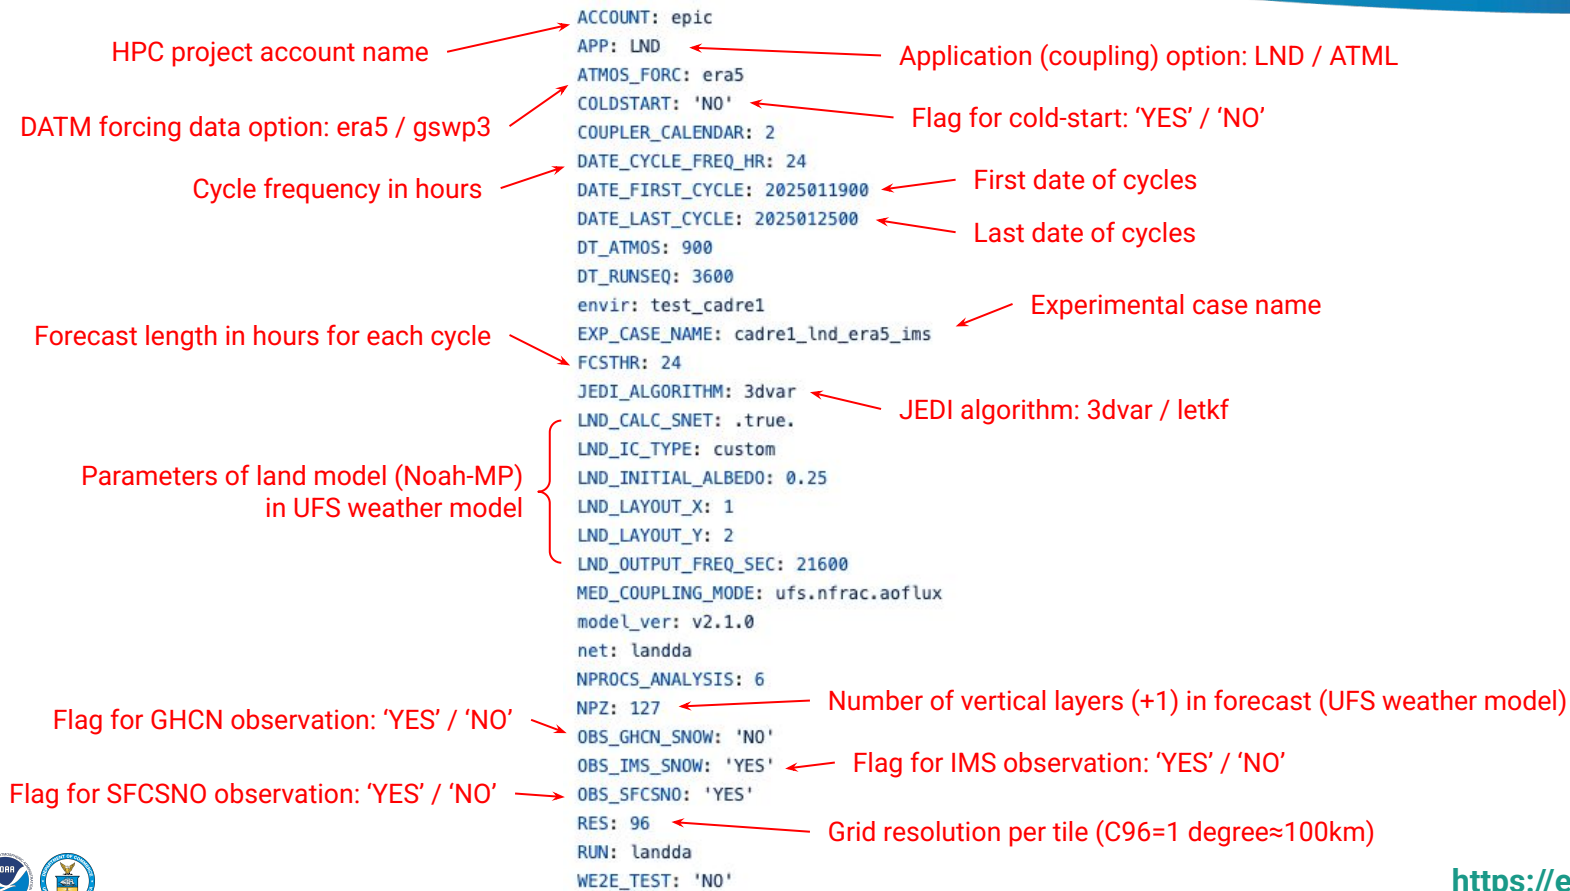 ACCOUNT: epic
HPC project account name
APP: LND
Application (coupling) option: LND / ATML
ATMOS_FORC: era5
DATM forcing data option: era5 / gswp3
COLDSTART: 'NO'
Flag for cold-start: ‘YES’ / ‘NO’
COUPLER_CALENDAR: 2
DATE_CYCLE_FREQ_HR: 24
Cycle frequency in hours
DATE_FIRST_CYCLE: 2025011900
First date of cycles
DATE_LAST_CYCLE: 2025012500
Last date of cycles
DT_ATMOS: 900
DT_RUNSEQ: 3600
envir: test_cadre1
Experimental case name
EXP_CASE_NAME: cadre1_lnd_era5_ims
Forecast length in hours for each cycle
FCSTHR: 24
JEDI_ALGORITHM: 3dvar
JEDI algorithm: 3dvar / letkf
LND_CALC_SNET: .true.
LND_IC_TYPE: custom
LND_INITIAL_ALBEDO: 0.25
Parameters of land model (Noah-MP)
in UFS weather model
LND_LAYOUT_X: 1
LND_LAYOUT_Y: 2
LND_OUTPUT_FREQ_SEC: 21600
MED_COUPLING_MODE: ufs.nfrac.aoflux
model_ver: v2.1.0
net: landda
NPROCS_ANALYSIS: 6
NPZ: 127
Number of vertical layers (+1) in forecast (UFS weather model)
Flag for GHCN observation: ‘YES’ / ‘NO’
OBS_GHCN_SNOW: 'NO'
OBS_IMS_SNOW: 'YES'
Flag for IMS observation: ‘YES’ / ‘NO’
Flag for SFCSNO observation: ‘YES’ / ‘NO’
OBS_SFCSNO: 'YES'
RES: 96
Grid resolution per tile (C96=1 degree≈100km)
RUN: landda
WE2E_TEST: 'NO'
https://e